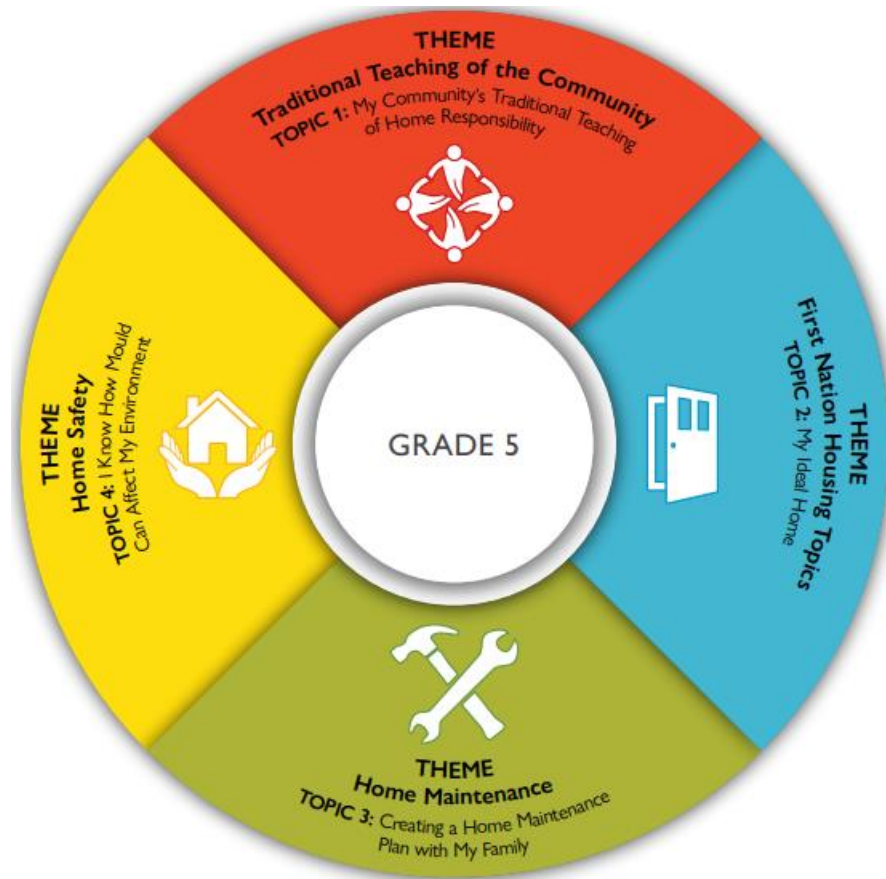 THEME
Traditional Teaching of the Community
TOPIC 1: My Community's Traditional Teaching
of Home Responsibility
THEME
First Nation Housing Topics
TOPIC 2: My Ideal Home
THEME
Home Maintenance
TOPIC 3: Creating a Home Maintenance
Plan with My Family
THEME
Home Safety
TOPIC 4: I Know How Mould
Can Affect My Environment
GRADE 5